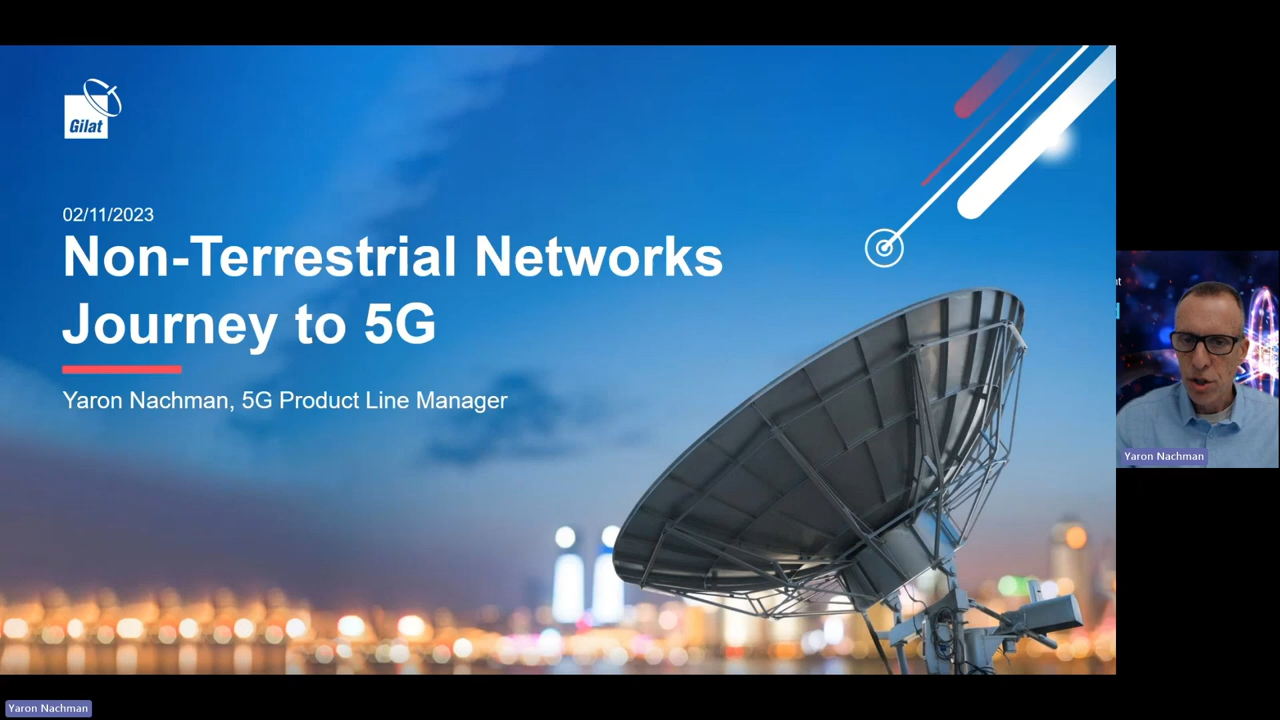 Gilat
02/11/2023
Non-Terrestrial Networks
Journey to 5G
Yaron Nachman, 5G Product Line Manager
Yaron Nachman
Yaron Nachman